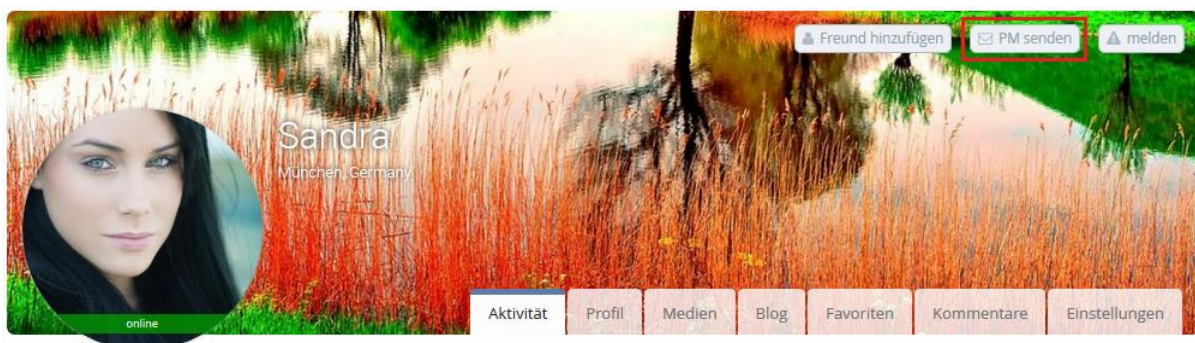 Freund hinzufügen PM senden melden
Sandra
München, Germany
online
Aktivität Profil Medien Blog Favoriten Kommentare Einstellungen